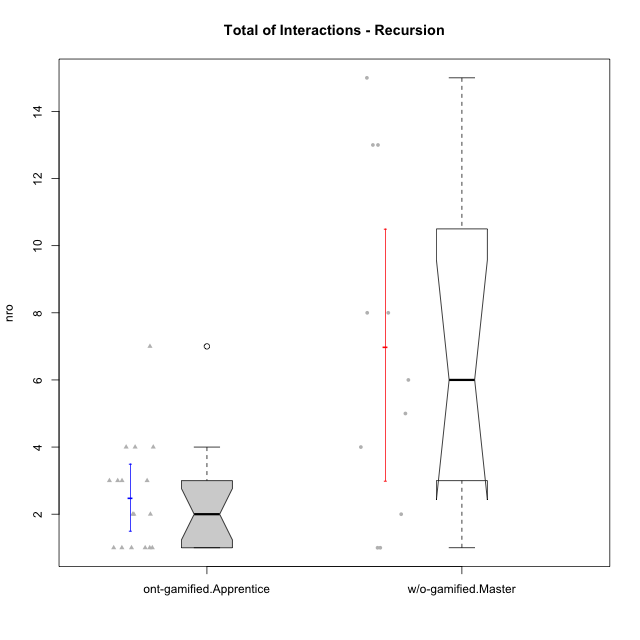 Total of Interactions - Recursion
14
12
10
8
6
4
2
nro
ont-gamified.Apprentice
w/o-gamified.Master